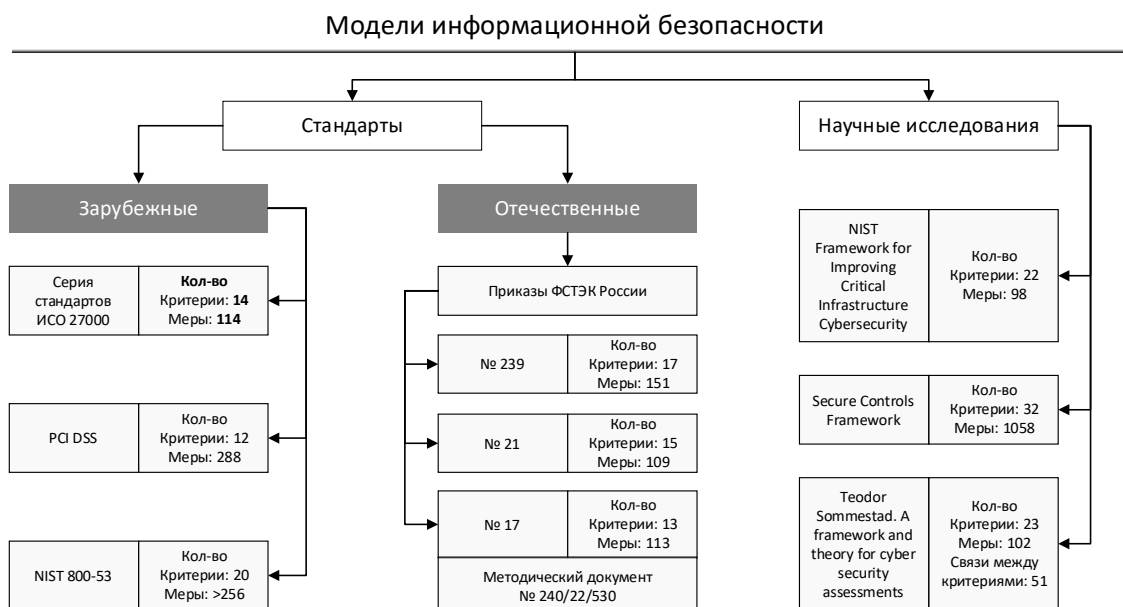 Модели информационной безопасности
Стандарты
Научные исследования
Зарубежные
Отечественные
Серия
стандартов
ИСО 27000
Кол-во
Критерии: 14
Меры: 114
PCI DSS
Кол-во
Критерии: 12
Меры: 288
NIST 800-53
Кол-во
Критерии: 20
Меры: >256
Приказы ФСТЭК России
№ 239
Кол-во
Критерии: 17
Меры: 151
№ 21
Кол-во
Критерии: 15
Меры: 109
№ 17
Кол-во
Критерии: 13
Меры: 113
Методический документ
№ 240/22/530
NIST
Framework for
Improving
Critical
Infrastructure
Cybersecurity
Кол-во
Критерии: 22
Меры: 98
Secure Controls
Framework
Кол-во
Критерии: 32
Меры: 1058
Teodor
Sommestad. A
framework and
theory for cyber
security
assessments
Кол-во
Критерии: 23
Меры: 102
Связи между
критериями: 51